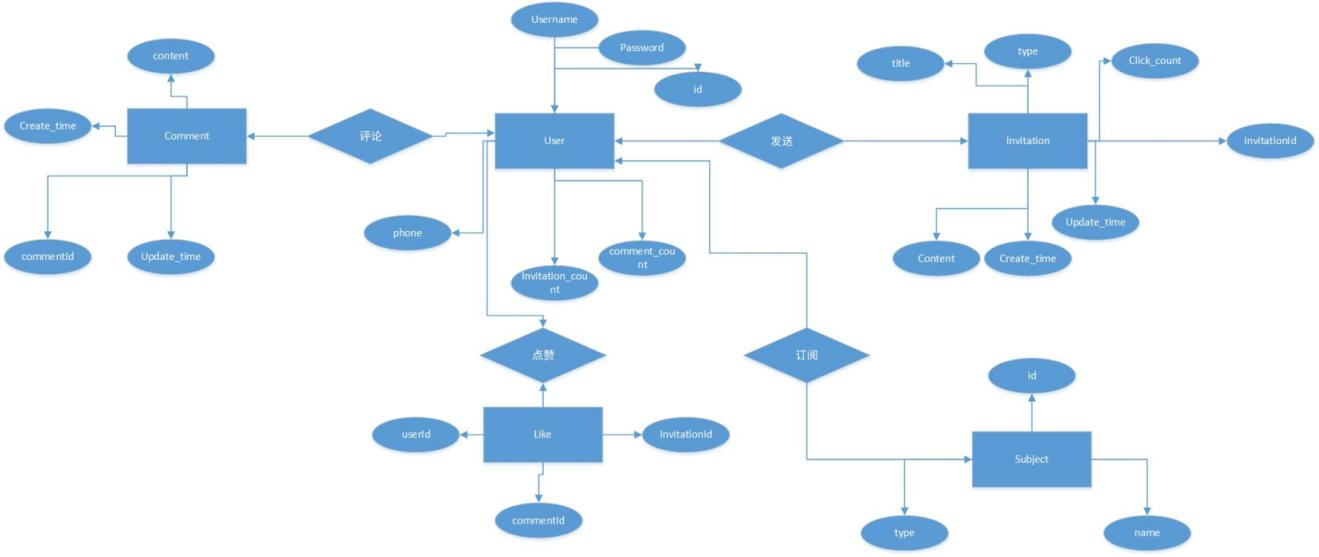 Username
Password
id
content
Create_time
Comment
commentId
Update_time
评论
User
phone
Invitation_cou
nt
comment_cou
nt
发送
title
type
Click_count
Invitation
invitationId
Update_time
Content
Create_time
点赞
订阅
userId
Like
InvitationId
commentId
id
Subject
type
name